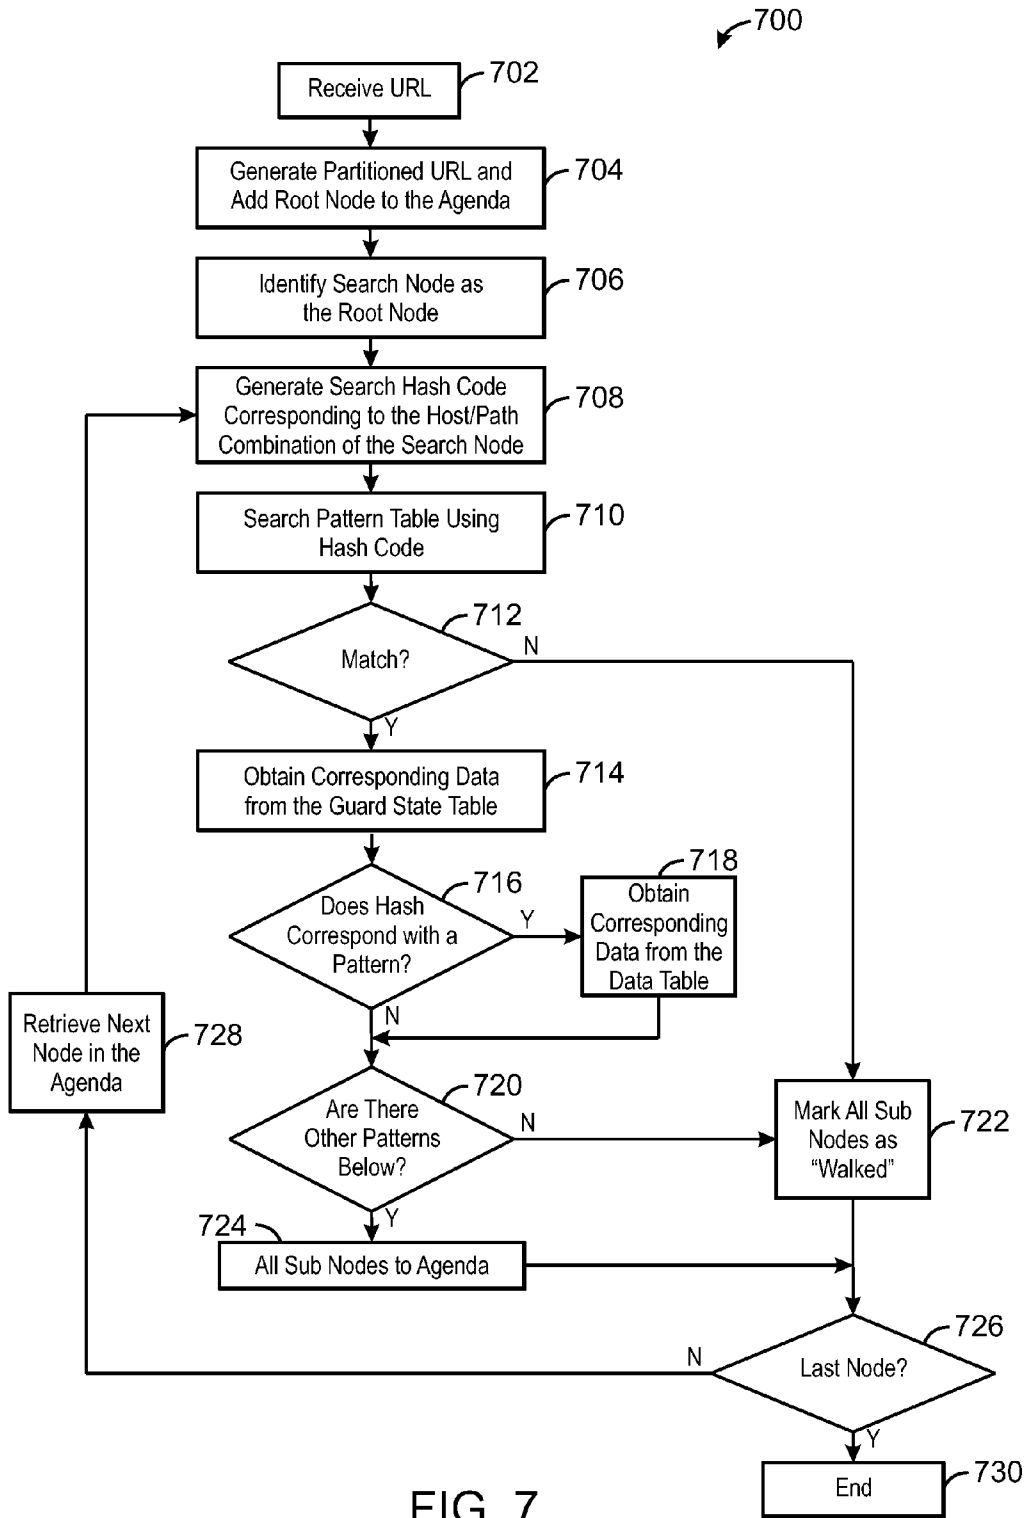 700
702
Receive URL
704
Generate Partitioned URL and
Add Root Node to the Agenda
706
Identify Search Node as
the Root Node
708
Generate Search Hash Code
Corresponding to the Host/Path
Combination of the Search Node
710
Search Pattern Table Using
Hash Code
712
Match?
N
Y
714
Obtain Corresponding Data
from the Guard State Table
716
Does Hash
Correspond with a
Pattern?
Y
N
718
Obtain
Corresponding
Data from the
Data Table
728
Retrieve Next
Node in the
Agenda
720
Are There
Other Patterns
Below?
N
Y
722
Mark All Sub
Nodes as
“Walked”
724
All Sub Nodes to Agenda
726
Last Node?
N
Y
730
End
FIG. 7